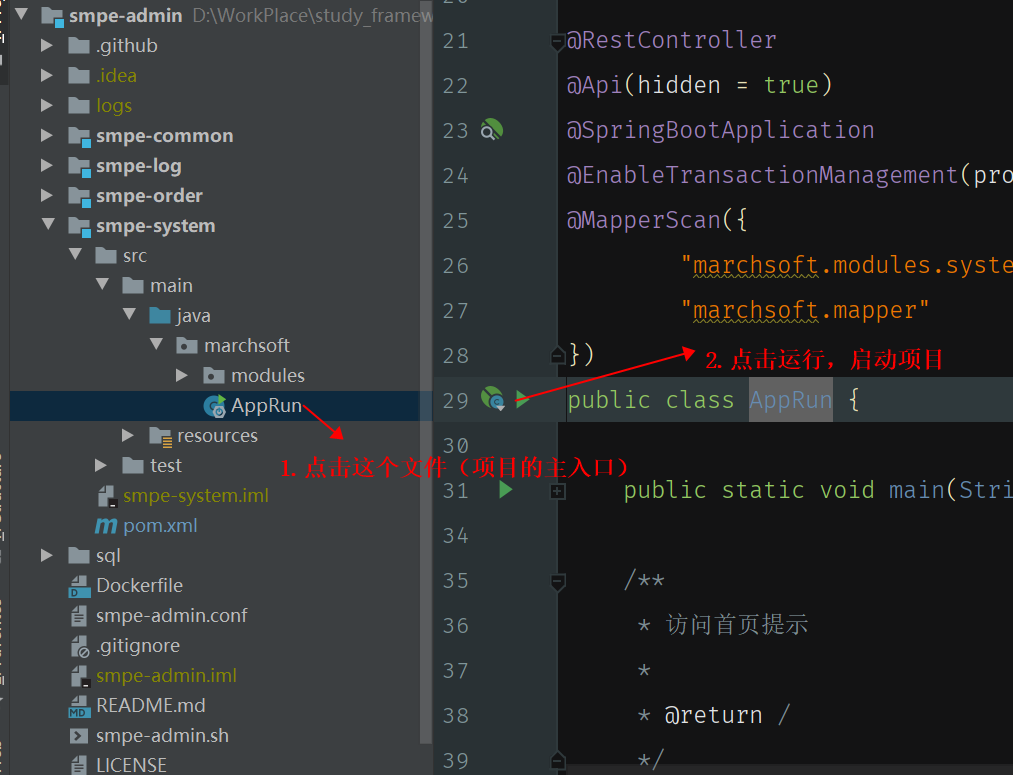 smpe-admin D:\WorkPlace\study_framew
.github
.idea
logs
smpe-common
smpe-log
smpe-order
smpe-system
src
main
java
marchsoft
modules
AppRun
resources
test
smpe-system.iml
pom.xml
sql
Dockerfile
smpe-admin.conf
.gitignore
smpe-admin.iml
README.md
smpe-admin.sh
LICENSE
1. 点击这个文件（项目的主入口）
21 @RestController
22 @Api(hidden = true)
23 @SpringBootApplication
24 @EnableTransactionManagement(pro
25 @MapperScan({
26 "marchsoft.modules.syste
27 "marchsoft.mapper"
28 })
2. 点击运行，启动项目
29 public class AppRun {
30
31 public static void main(Stri
34
35 /**
36 * 访问首页提示
37 *
38 * @return /
39 */